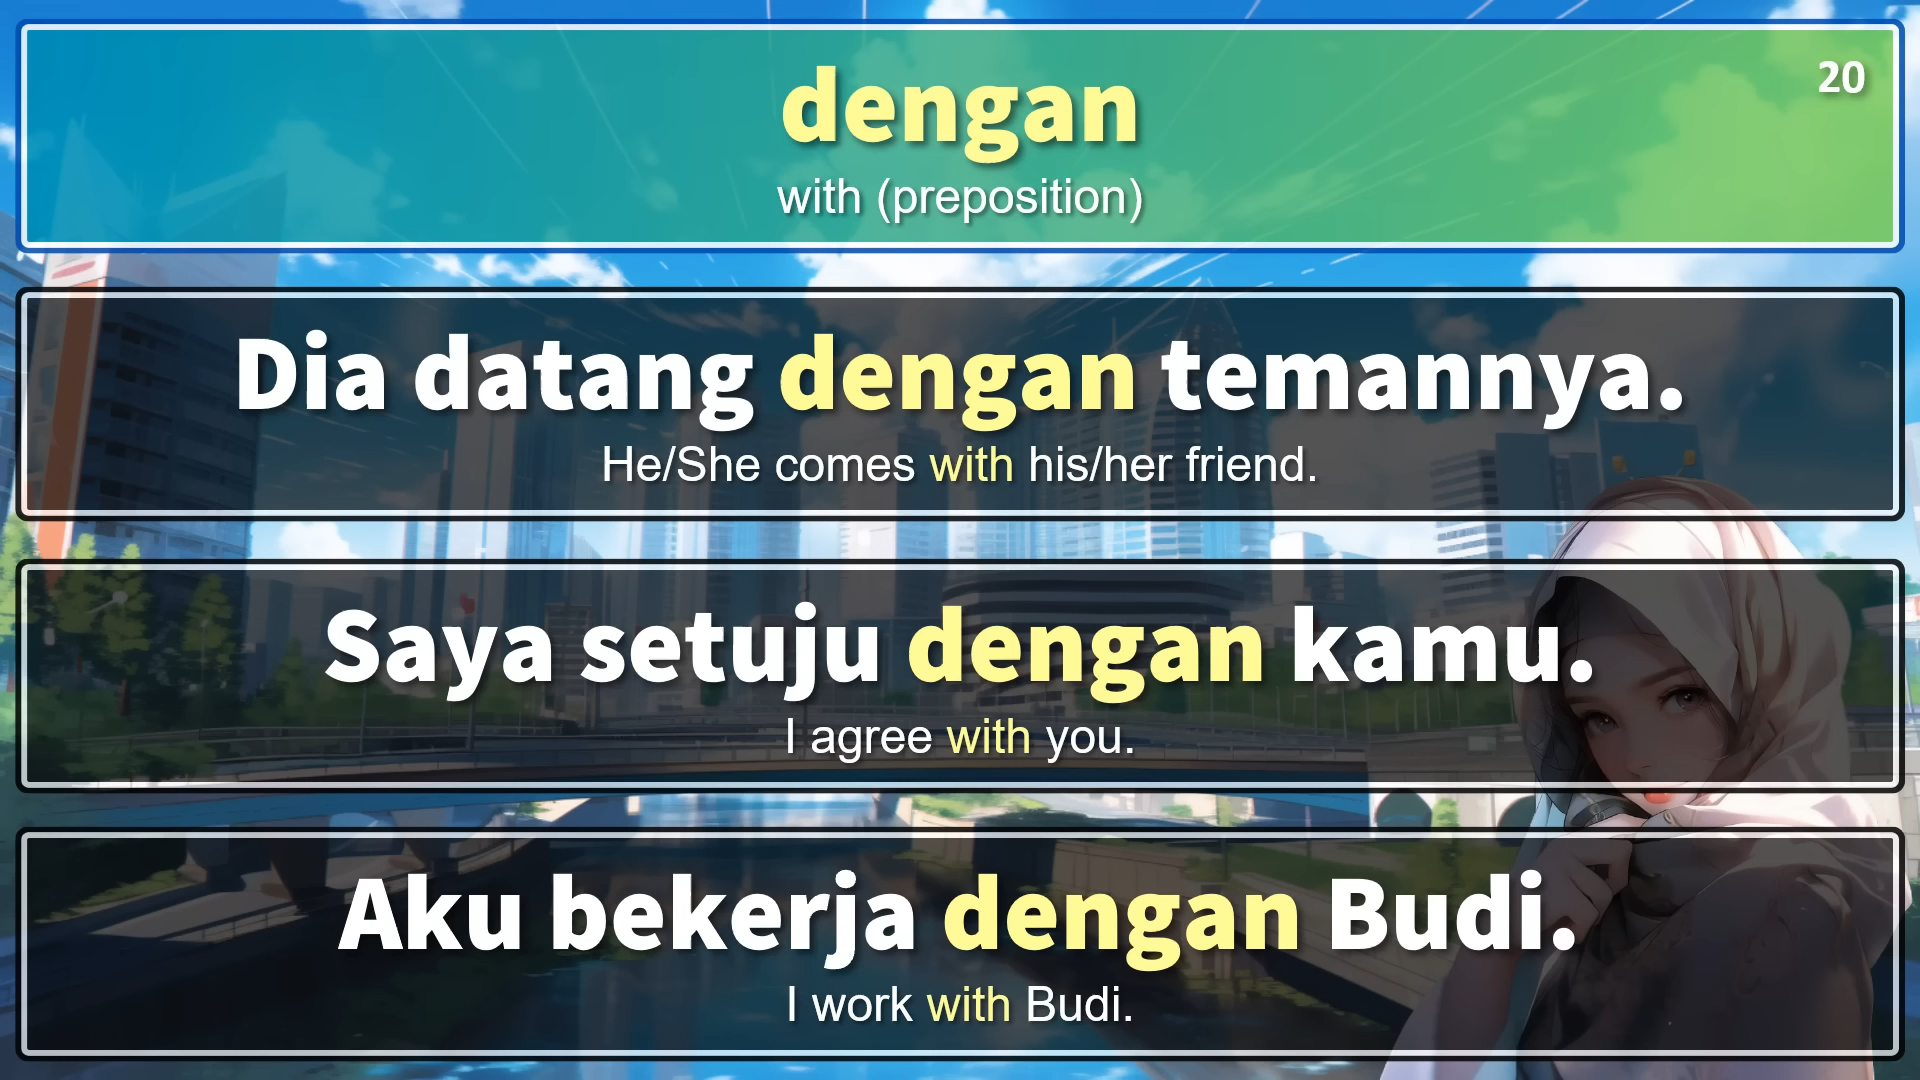 dengan
20
with (preposition)
Dia datang dengan temannya.
He/She comes with his/her friend.
Saya setuju dengan kamu.
I agree with you.
Aku bekerja dengan Budi.
I work with Budi.